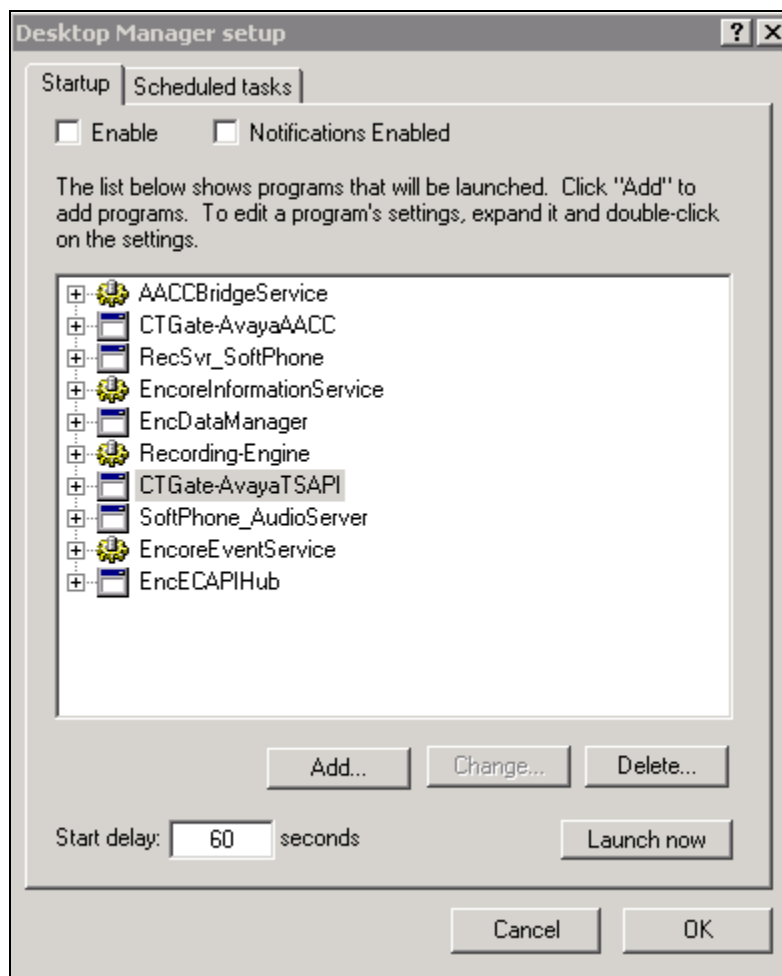 Desktop Manager setup
Startup
Scheduled tasks
Enable
Notifications Enabled
The list below shows programs that will be launched. Click "Add" to
add programs. To edit a program's settings, expand it and double-click
on the settings.
AACCBridgeService
CTGate-AvayaAACC
RecSvr_SoftPhone
EncoreInformationService
EncDataManager
Recording-Engine
CTGate-AvayaTSAPI
SoftPhone_AudioServer
EncoreEventService
EncECAPIHub
Add...
Change...
Delete...
Start delay: 60 seconds
Launch now
Cancel
OK